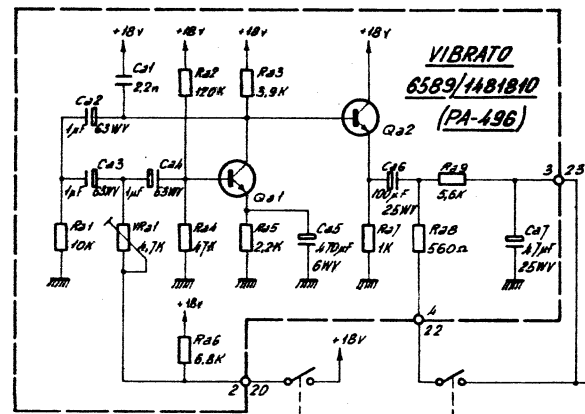 +18v
+18v
+18v
+18v
VIBRATO
6589/1481810
(PA-496)
Ca1
2,2n
Ra2
120K
Ra3
3,9K
Ca2
1µF
63WV
Qa2
Ca3
1µF
63WV
Ca4
1µF
63WV
Qa1
Ca6
100µF
25WV
Ra9
5,6K
3
23
Ra1
10K
VRa1
4,7K
Ra4
47K
Ra5
2,2K
Ca5
470µF
6WV
Ra7
1K
Ra8
560Ω
Ca7
47µF
25WV
+18v
Ra6
6.8K
+18v
4
22
2
20